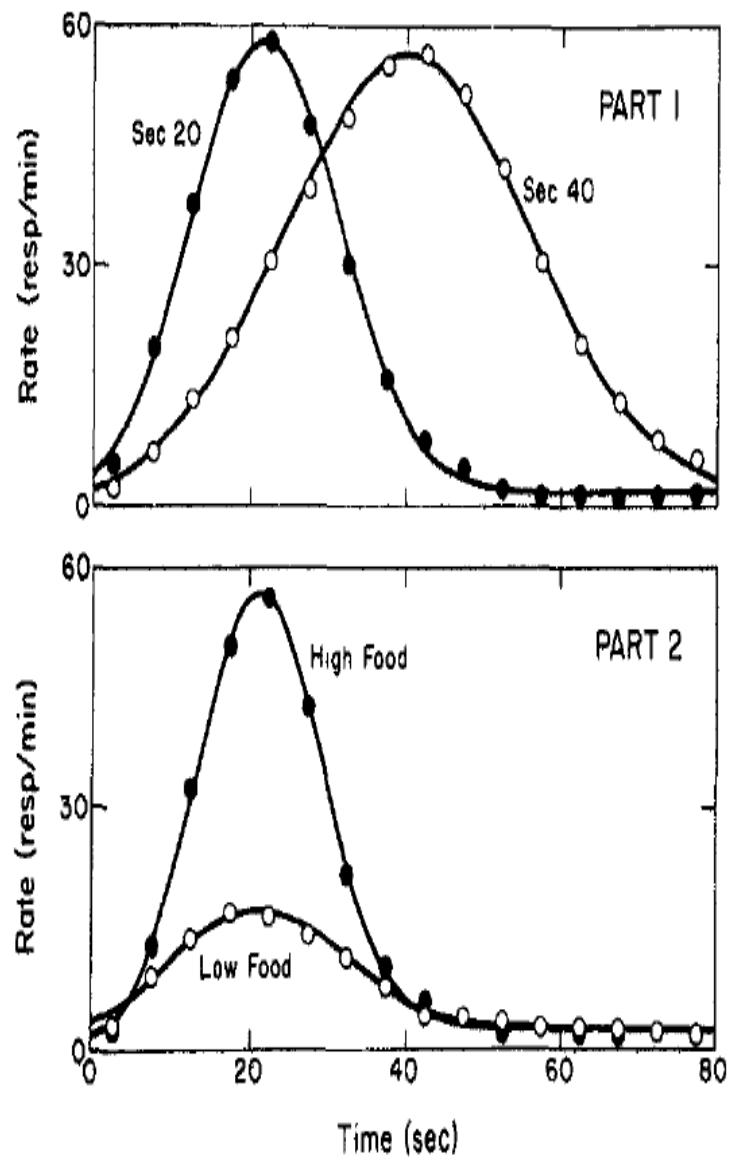 60
PART 1
Sec 20
Sec 40
Rate (resp/min)
30
0
60
PART 2
High Food
Rate (resp/min)
30
Low Food
0
0 20 40 60 80
Time (sec)